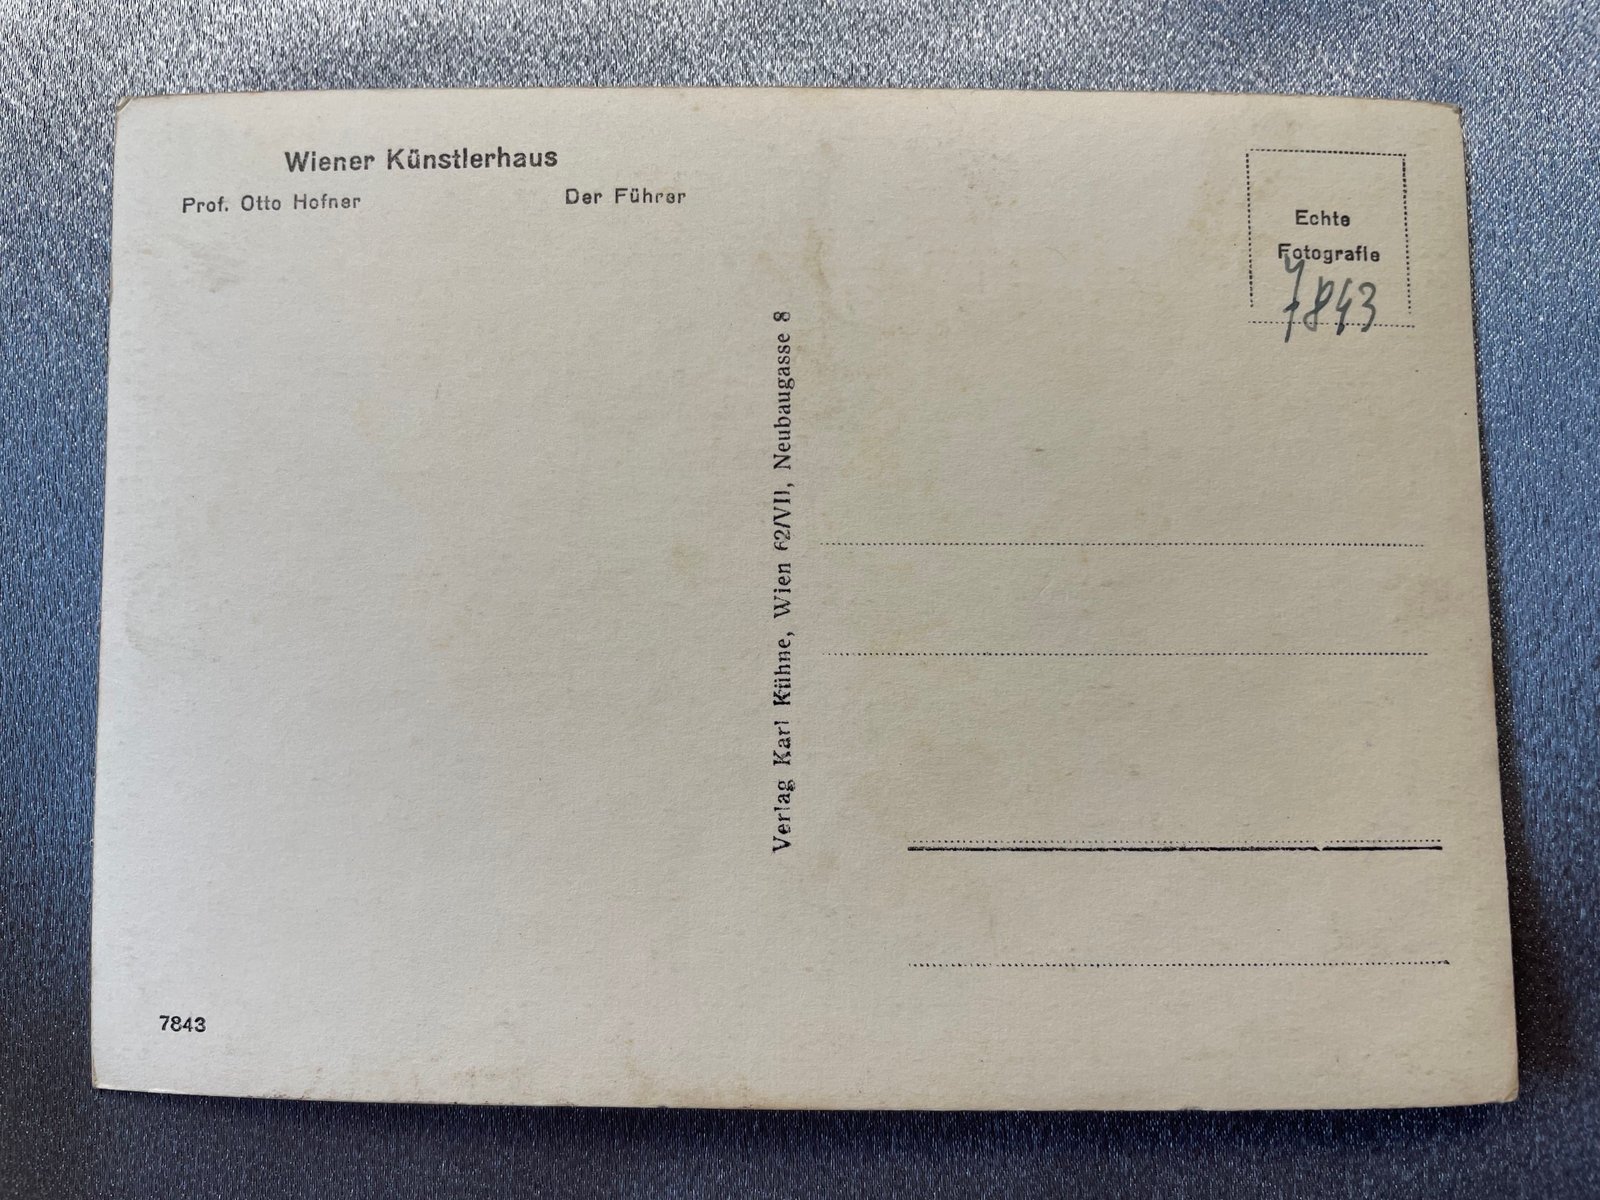 Wiener Künstlerhaus
Prof. Otto Hofner Der Führer
Echte
Fotografie
7843
Verlag Karl Kühne, Wien 62/VII, Neubaugasse 8
7843